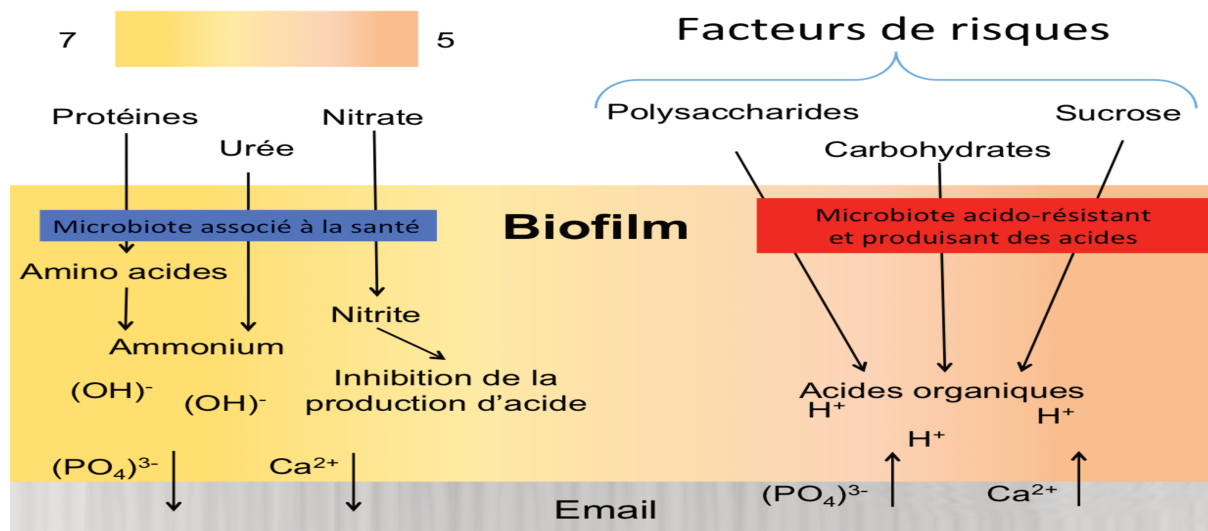 7
5
Facteurs de risques
Protéines
Nitrate
Urée
Polysaccharides
Sucrose
Carbohydrates
Microbiote associé à la santé
Biofilm
Microbiote acido-résistant
et produisant des acides
Amino acides
Nitrite
Ammonium
Inhibition de la
production d’acide
(OH)⁻
(OH)⁻
Acides organiques
H⁺
H⁺
H⁺
(PO₄)³⁻
Ca²⁺
(PO₄)³⁻
Ca²⁺
Email